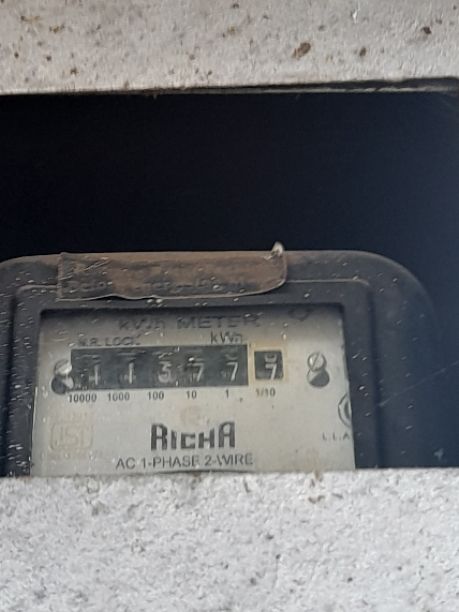 kWh METER
N.R. LOCK kWh
1 1 3 7 7 7
10000 1000 100 10 1 1/10
RICHA
AC 1-PHASE 2-WIRE